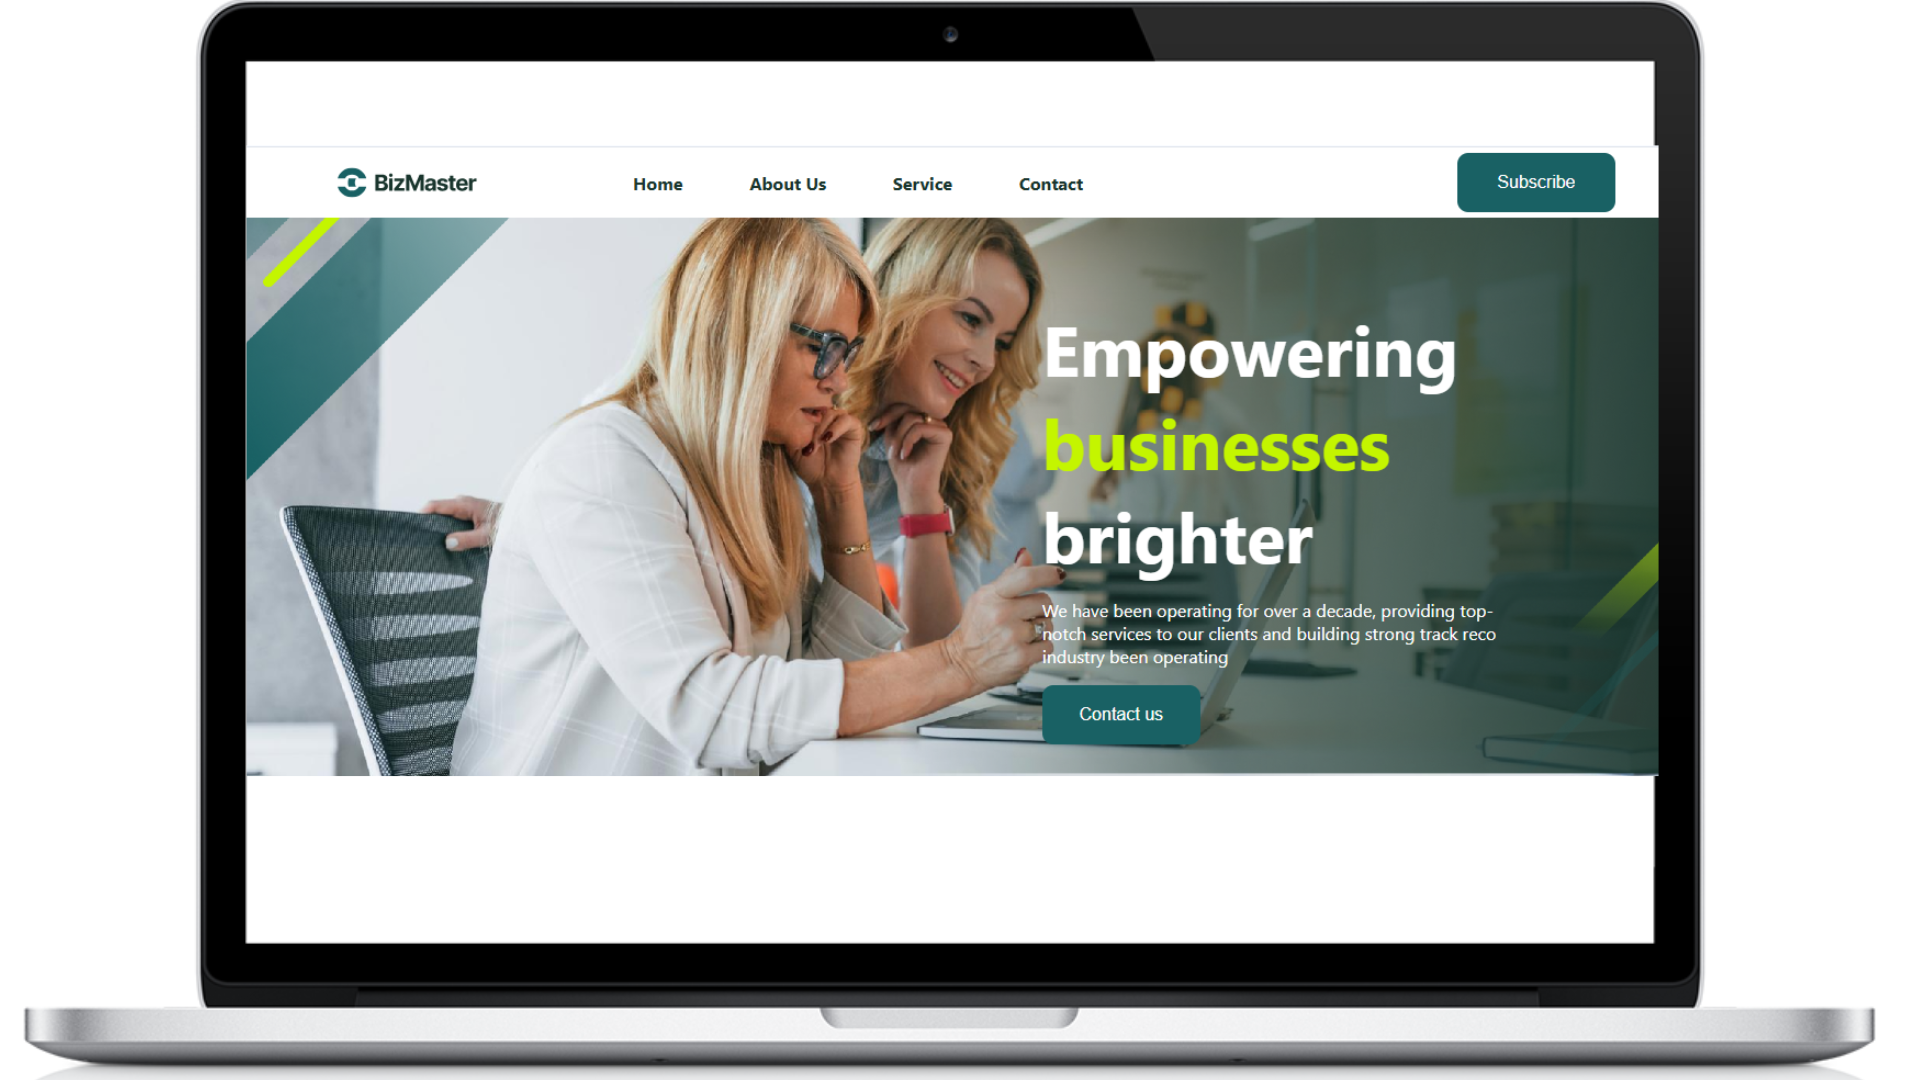 BizMaster
Home
About Us
Service
Contact
Subscribe
Empowering
businesses
brighter
We have been operating for over a decade, providing top-
notch services to our clients and building strong track reco
industry been operating
Contact us